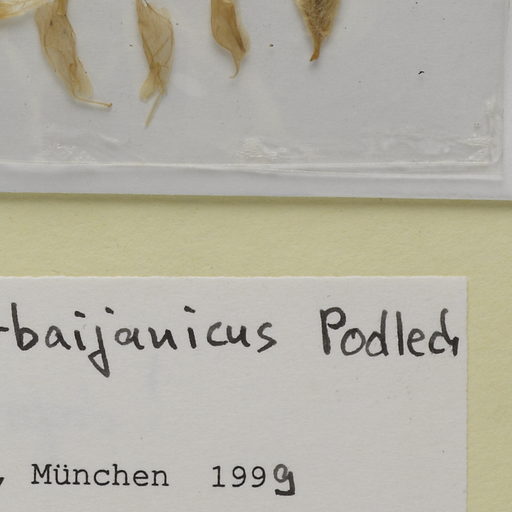 -baijanicus Podlech
, München 1999